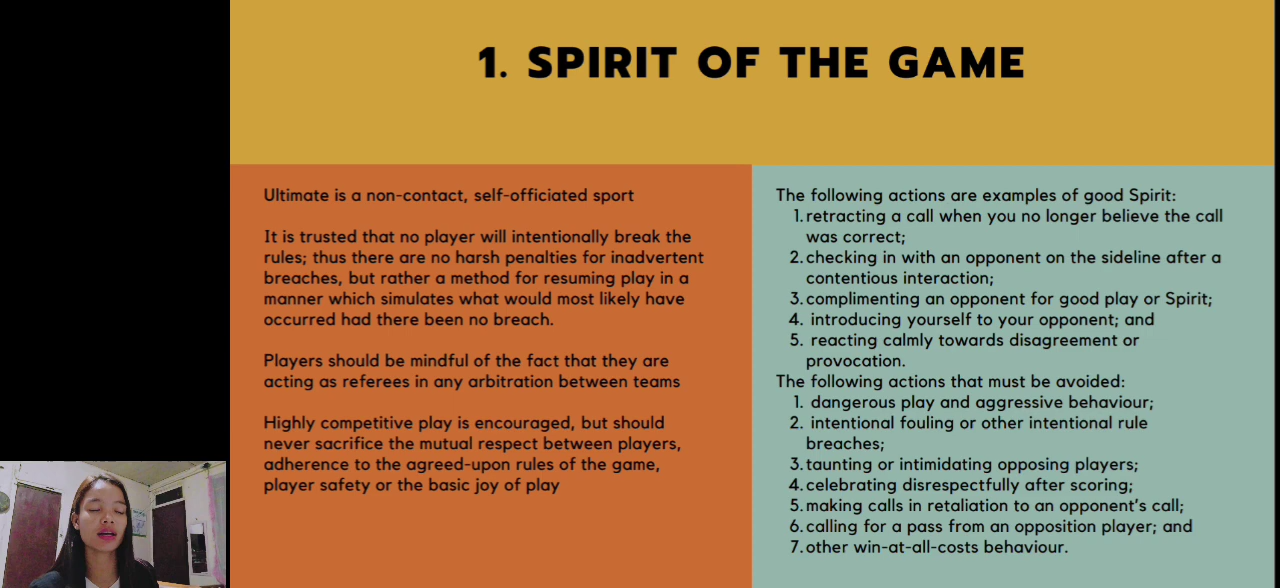 1. SPIRIT OF THE GAME
Ultimate is a non-contact, self-officiated sport
It is trusted that no player will intentionally break the
rules; thus there are no harsh penalties for inadvertent
breaches, but rather a method for resuming play in a
manner which simulates what would most likely have
occurred had there been no breach.
Players should be mindful of the fact that they are
acting as referees in any arbitration between teams
Highly competitive play is encouraged, but should
never sacrifice the mutual respect between players,
adherence to the agreed-upon rules of the game,
player safety or the basic joy of play
The following actions are examples of good Spirit:
1. retracting a call when you no longer believe the call
was correct;
2. checking in with an opponent on the sideline after a
contentious interaction;
3. complimenting an opponent for good play or Spirit;
4. introducing yourself to your opponent; and
5. reacting calmly towards disagreement or
provocation.
The following actions that must be avoided:
1. dangerous play and aggressive behaviour;
2. intentional fouling or other intentional rule
breaches;
3. taunting or intimidating opposing players;
4. celebrating disrespectfully after scoring;
5. making calls in retaliation to an opponent's call;
6. calling for a pass from an opposition player; and
7. other win-at-all-costs behaviour.